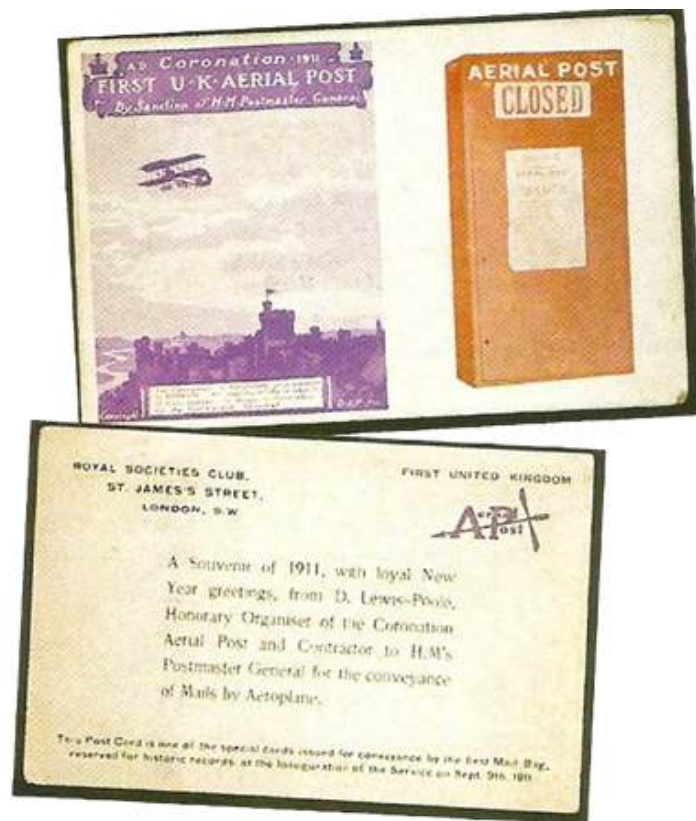 A.D. Coronation · 1911
FIRST U·K·AERIAL POST
By Sanction of H·M·Postmaster General
Copyright
AERIAL POST
CLOSED
ROYAL SOCIETIES CLUB,
ST. JAMES'S STREET,
LONDON, S.W
FIRST UNITED KINGDOM
Aerial
Post
A Souvenir of 1911, with loyal New
Year greetings, from D. Lewis-Poole,
Honorary Organiser of the Coronation
Aerial Post and Contractor to H.M's
Postmaster General for the conveyance
of Mails by Aeroplane.
This Post Card is one of the special Cards issued for conveyance by the first Mail Bag,
reserved for historic records, at the Inauguration of the Service on Sept. 9th, 1911